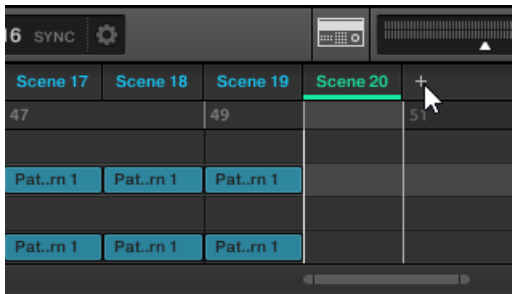 16 SYNC
Scene 17 Scene 18 Scene 19 Scene 20 +
47 49 51
Pat..rn 1 Pat..rn 1 Pat..rn 1
Pat..rn 1 Pat..rn 1 Pat..rn 1